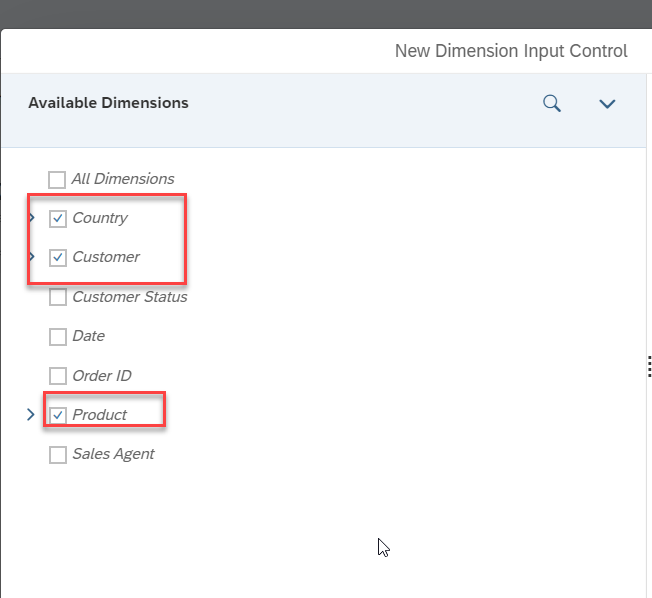 New Dimension Input Control
Available Dimensions
All Dimensions
Country
Customer
Customer Status
Date
Order ID
Product
Sales Agent